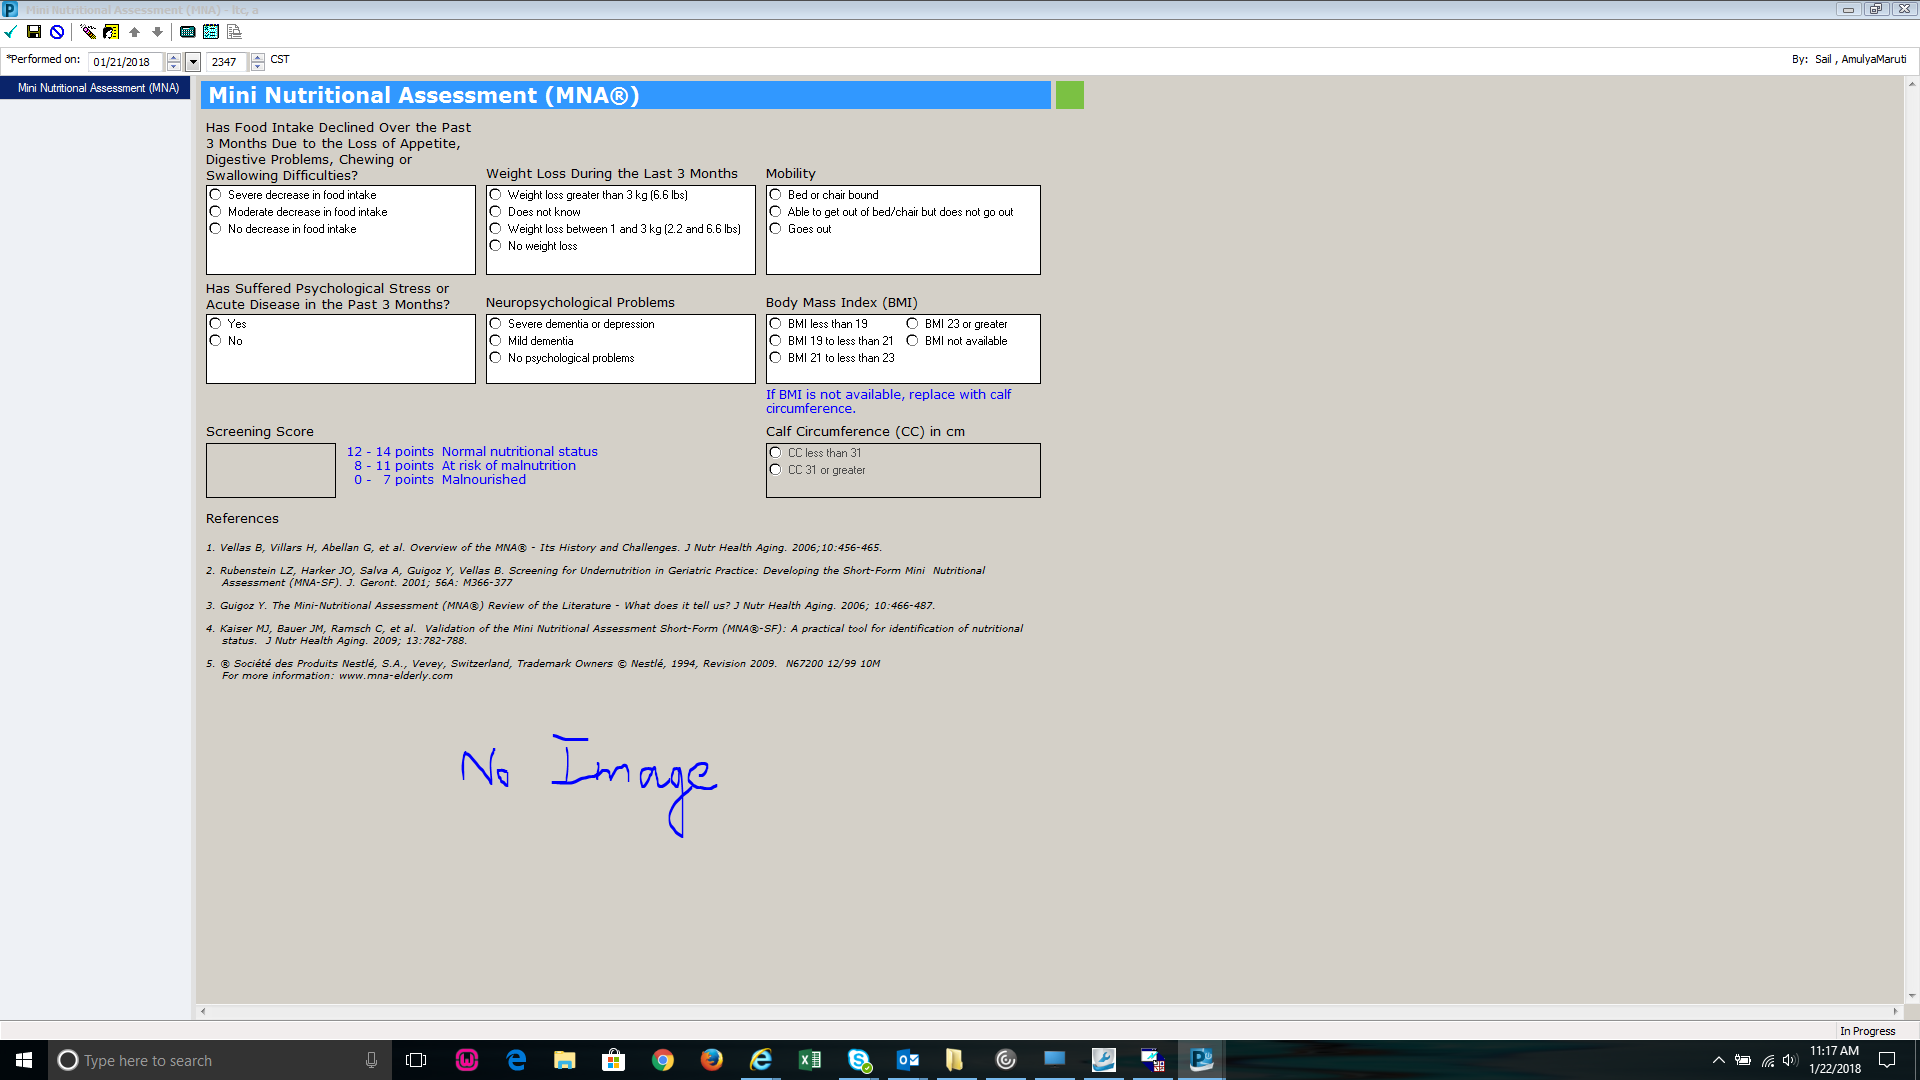 Mini Nutritional Assessment (MNA) - itc, a
*Performed on: 01/21/2018 2347 CST By: Sail , AmulyaMaruti
Mini Nutritional Assessment (MNA)
Mini Nutritional Assessment (MNA®)
Has Food Intake Declined Over the Past
3 Months Due to the Loss of Appetite,
Digestive Problems, Chewing or
Swallowing Difficulties?
Severe decrease in food intake
Moderate decrease in food intake
No decrease in food intake
Weight Loss During the Last 3 Months
Weight loss greater than 3 kg (6.6 lbs)
Does not know
Weight loss between 1 and 3 kg (2.2 and 6.6 lbs)
No weight loss
Mobility
Bed or chair bound
Able to get out of bed/chair but does not go out
Goes out
Has Suffered Psychological Stress or
Acute Disease in the Past 3 Months?
Yes
No
Neuropsychological Problems
Severe dementia or depression
Mild dementia
No psychological problems
Body Mass Index (BMI)
BMI less than 19
BMI 19 to less than 21
BMI 21 to less than 23
BMI 23 or greater
BMI not available
If BMI is not available, replace with calf
circumference.
Screening Score
12 - 14 points Normal nutritional status
8 - 11 points At risk of malnutrition
0 - 7 points Malnourished
Calf Circumference (CC) in cm
CC less than 31
CC 31 or greater
References
1. Vellas B, Villars H, Abellan G, et al. Overview of the MNA® - Its History and Challenges. J Nutr Health Aging. 2006;10:456-465.
2. Rubenstein LZ, Harker JO, Salva A, Guigoz Y, Vellas B. Screening for Undernutrition in Geriatric Practice: Developing the Short-Form Mini Nutritional
Assessment (MNA-SF). J. Geront. 2001; 56A: M366-377
3. Guigoz Y. The Mini-Nutritional Assessment (MNA®) Review of the Literature - What does it tell us? J Nutr Health Aging. 2006; 10:466-487.
4. Kaiser MJ, Bauer JM, Ramsch C, et al. Validation of the Mini Nutritional Assessment Short-Form (MNA®-SF): A practical tool for identification of nutritional
status. J Nutr Health Aging. 2009; 13:782-788.
5. ® Société des Produits Nestlé, S.A., Vevey, Switzerland, Trademark Owners © Nestlé, 1994, Revision 2009. N67200 12/99 10M
For more information: www.mna-elderly.com
No Image
In Progress
Type here to search
11:17 AM
1/22/2018